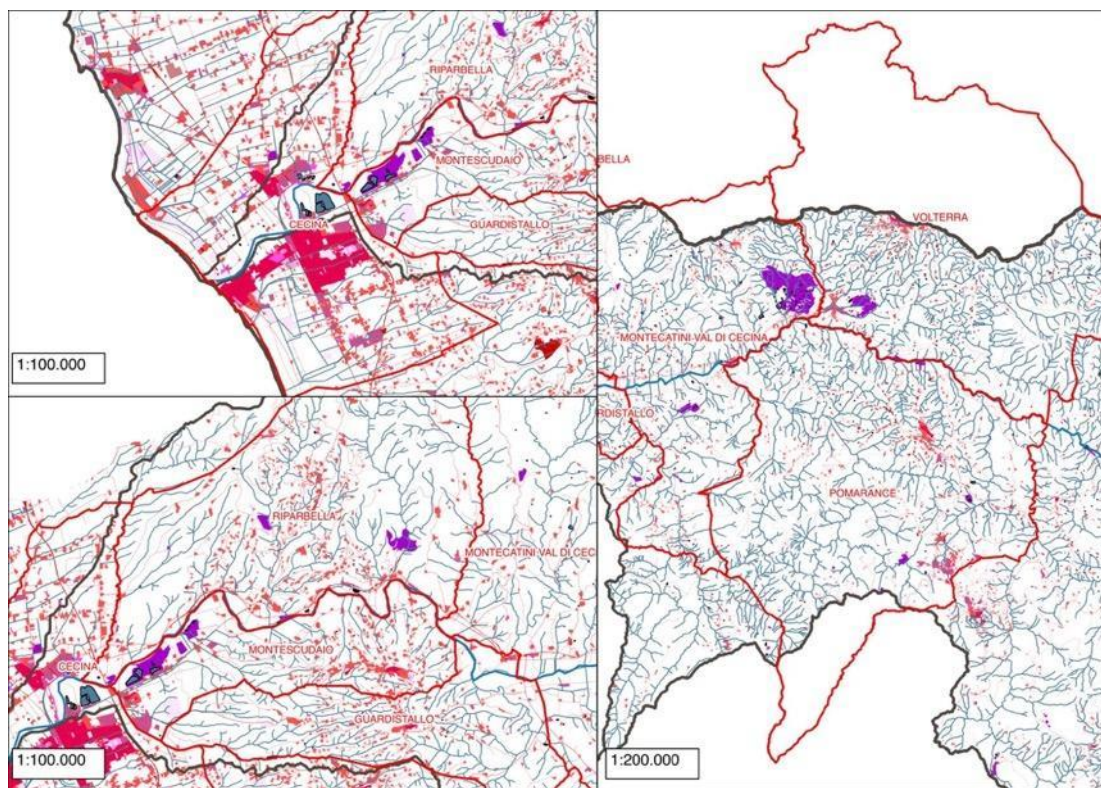 RIPARBELLA
MONTESCUDAIO
GUARDISTALLO
CECINA
1:100.000
RIPARBELLA
MONTECATINI VAL DI CECI
MONTESCUDAIO
CECINA
GUARDISTALLO
1:100.000
BELLA
VOLTERRA
MONTECATINI VAL DI CECINA
RDISTALLO
POMARANCE
1:200.000